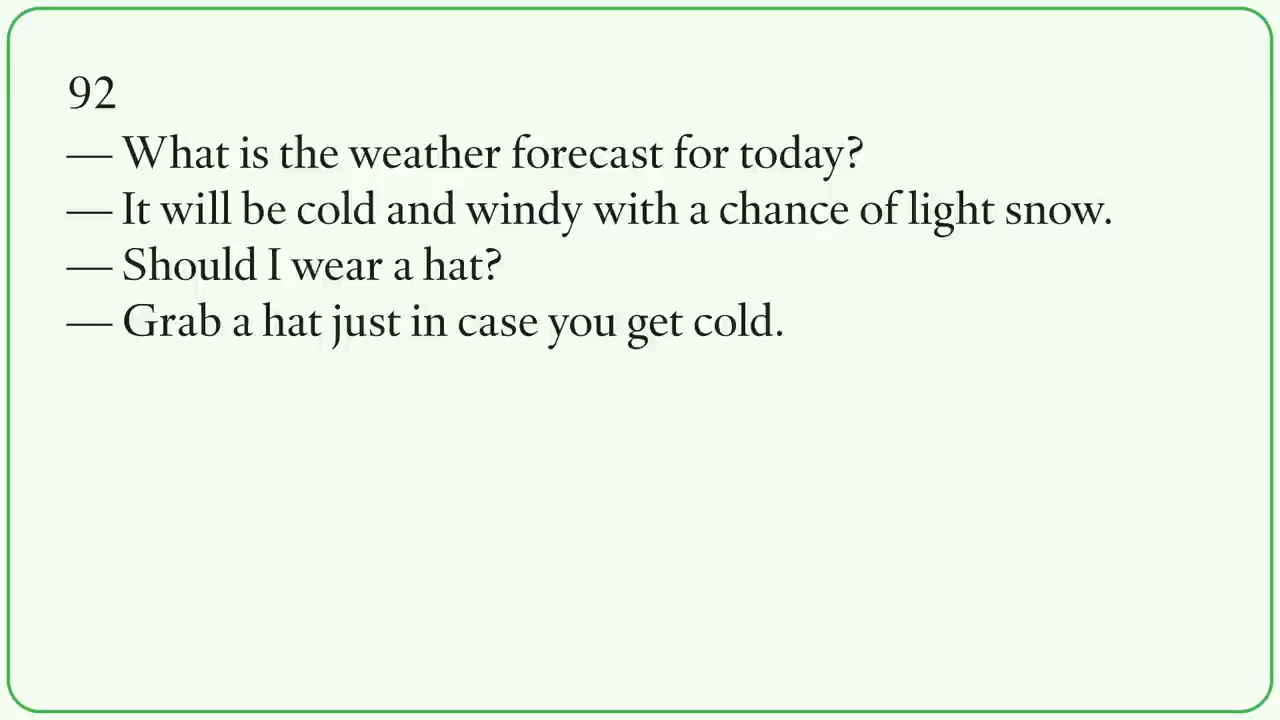 92
— What is the weather forecast for today?
— It will be cold and windy with a chance of light snow.
— Should I wear a hat?
— Grab a hat just in case you get cold.